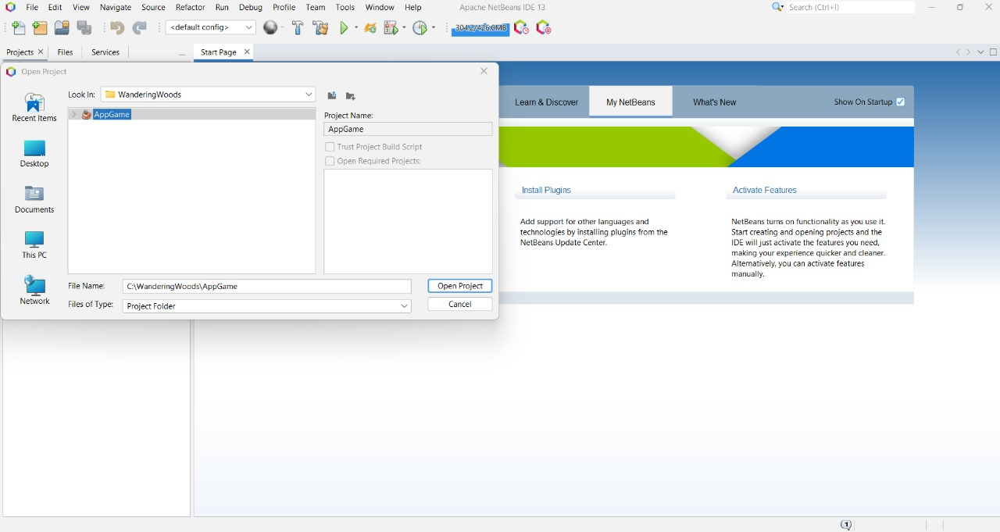 File Edit View Navigate Source Refactor Run Debug Profile Team Tools Window Help Apache NetBeans IDE 13 Search (Ctrl+I)
<default config> 304.2/426.0MB
Projects Files Services Start Page
Open Project
Learn & Discover My NetBeans What's New Show On Startup
Look In: WanderingWoods
Recent Items
AppGame
Project Name:
AppGame
Trust Project Build Script
Open Required Projects:
Desktop
Documents
This PC
Network
File Name: C:\WanderingWoods\AppGame Open Project
Files of Type: Project Folder Cancel
Install Plugins
Add support for other languages and
technologies by installing plugins from the
NetBeans Update Center.
Activate Features
NetBeans turns on functionality as you use it.
Start creating and opening projects and the
IDE will just activate the features you need,
making your experience quicker and cleaner.
Alternatively, you can activate features
manually.
1